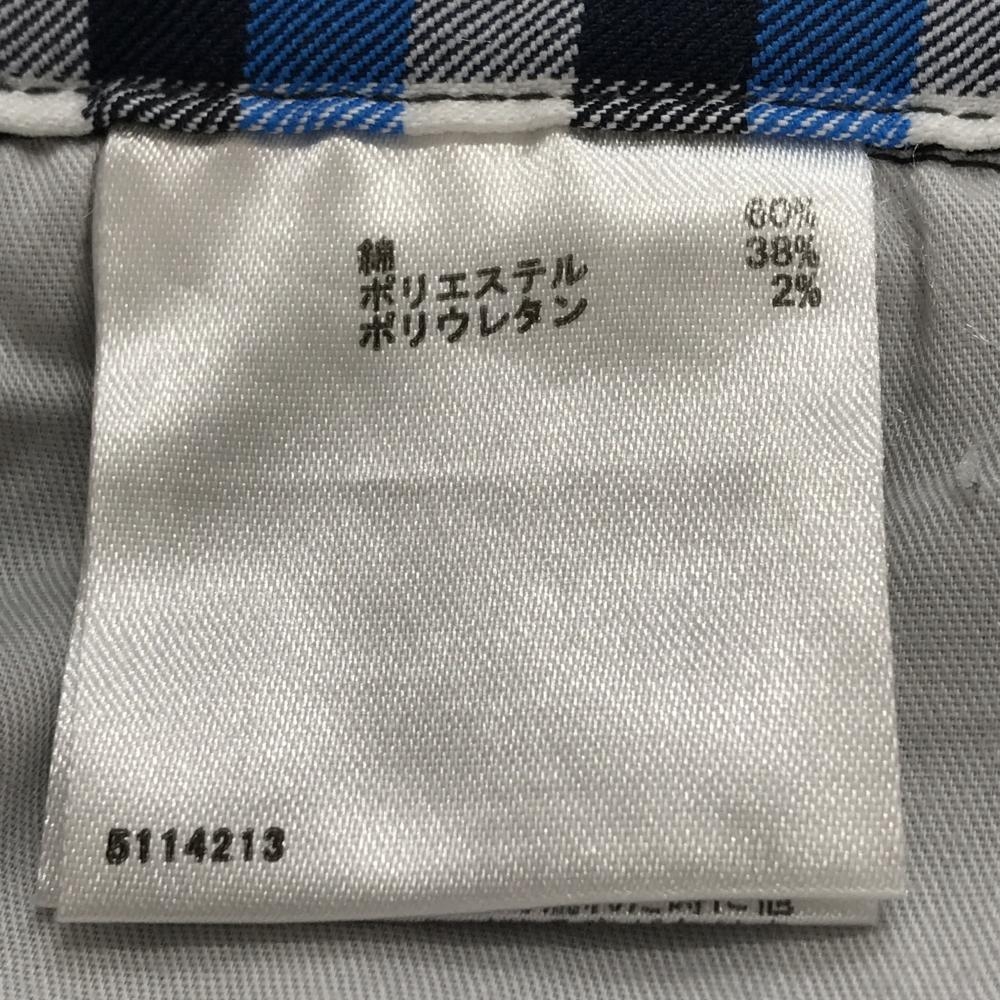 綿 60%
ポリエステル 38%
ポリウレタン 2%
5114213